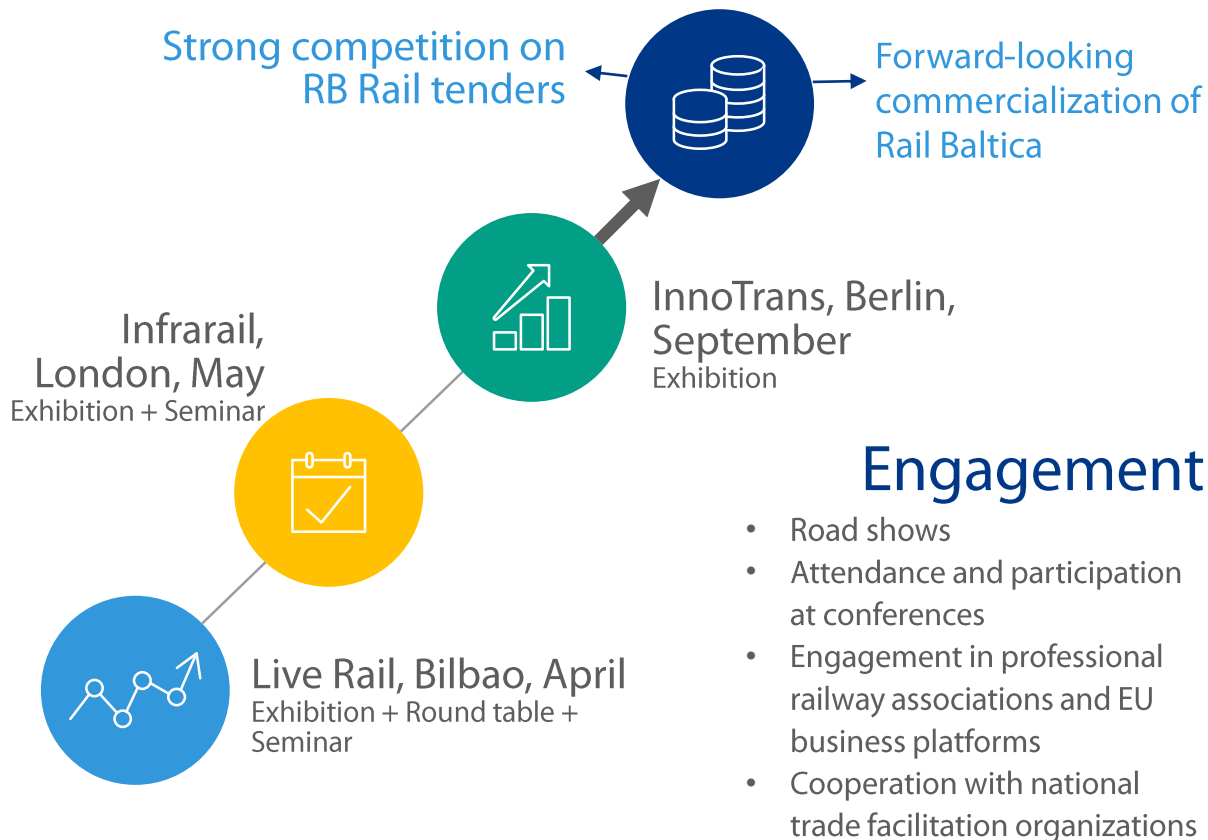 Strong competition on
RB Rail tenders
Forward-looking
commercialization of
Rail Baltica
InnoTrans, Berlin,
September
Exhibition
Infrarail,
London, May
Exhibition + Seminar
Live Rail, Bilbao, April
Exhibition + Round table +
Seminar
Engagement
• Road shows
• Attendance and participation
at conferences
• Engagement in professional
railway associations and EU
business platforms
• Cooperation with national
trade facilitation organizations